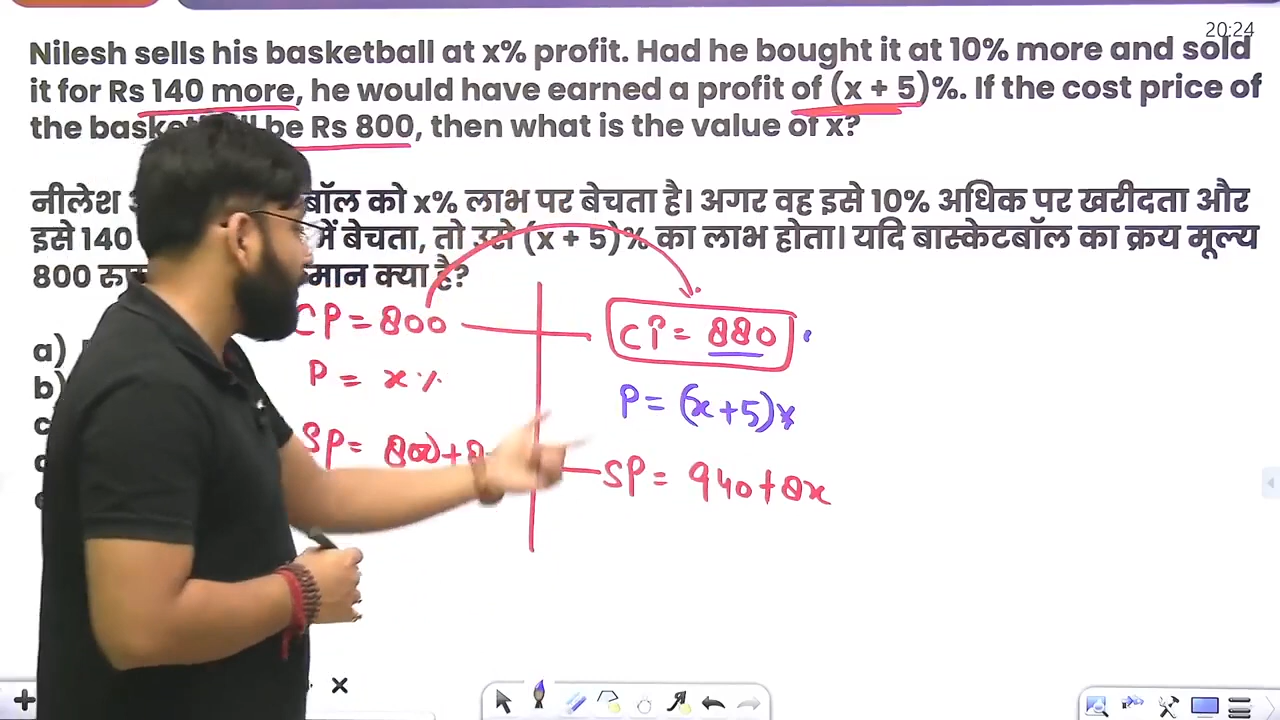 20:24
Nilesh sells his basketball at x% profit. Had he bought it at 10% more and sold
it for Rs 140 more, he would have earned a profit of (x + 5)%. If the cost price of
the be Rs 800, then what is the value of x?
नीलेश बॉल को x% लाभ पर बेचता है। अगर वह इसे 10% अधिक पर खरीदता और
इसे 140 में बेचता, तो उसे (x + 5)% का लाभ होता। यदि बास्केटबॉल का क्रय मूल्य
800 मान क्या है?
a)
b)
CP = 800
P = x %
SP = 800 +
CP = 880
P = (x + 5)%
SP = 940 + 8x